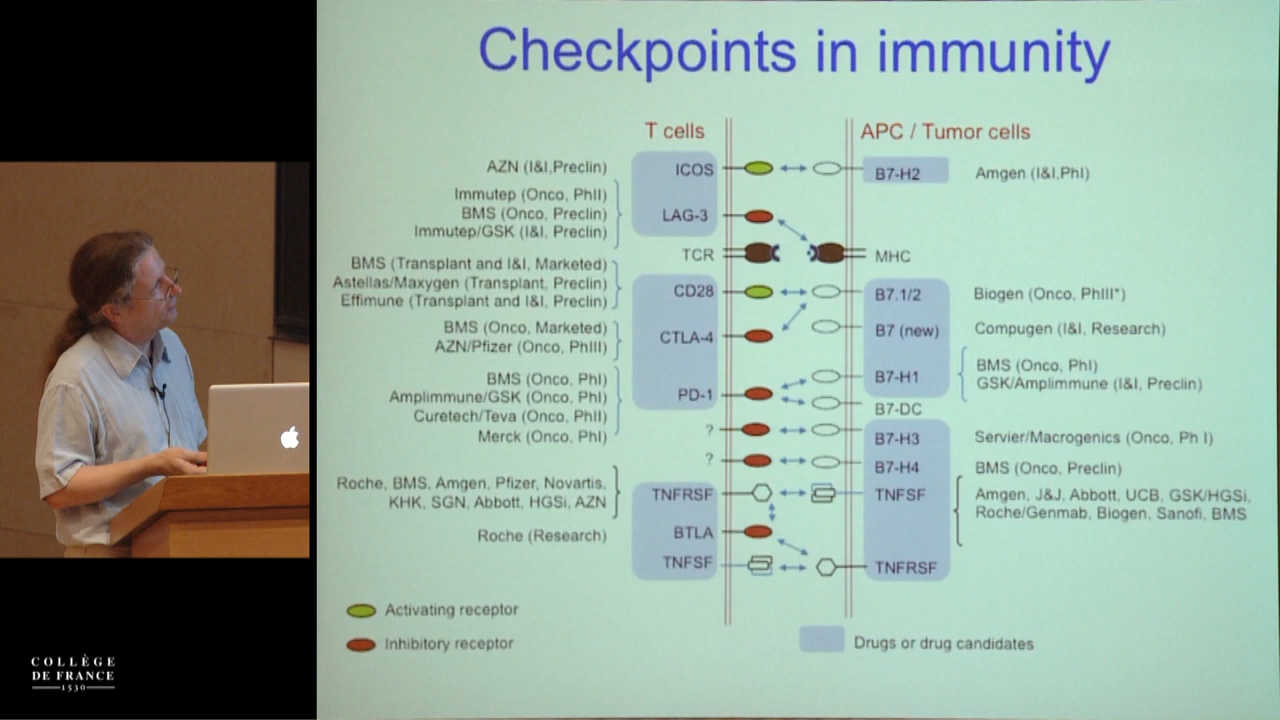 Checkpoints in immunity
T cells
APC / Tumor cells
AZN (I&I,Preclin)
ICOS
B7-H2
Amgen (I&I,PhI)
Immutep (Onco, PhII)
BMS (Onco, Preclin)
Immutep/GSK (I&I, Preclin)
LAG-3
TCR
MHC
BMS (Transplant and I&I, Marketed)
Astellas/Maxygen (Transplant, Preclin)
Effimune (Transplant and I&I, Preclin)
CD28
B7.1/2
Biogen (Onco, PhIII*)
BMS (Onco, Marketed)
AZN/Pfizer (Onco, PhIII)
CTLA-4
B7 (new)
Compugen (I&I, Research)
BMS (Onco, PhI)
Amplimmune/GSK (Onco, PhI)
Curetech/Teva (Onco, PhII)
Merck (Onco, PhI)
PD-1
B7-H1
BMS (Onco, PhI)
GSK/Amplimmune (I&I, Preclin)
B7-DC
?
B7-H3
Servier/Macrogenics (Onco, Ph I)
?
B7-H4
BMS (Onco, Preclin)
Roche, BMS, Amgen, Pfizer, Novartis,
KHK, SGN, Abbott, HGSi, AZN
TNFRSF
TNFSF
Amgen, J&J, Abbott, UCB, GSK/HGSi,
Roche/Genmab, Biogen, Sanofi, BMS
Roche (Research)
BTLA
TNFSF
TNFRSF
Activating receptor
Inhibitory receptor
Drugs or drug candidates
COLLÈGE
DE FRANCE
1530